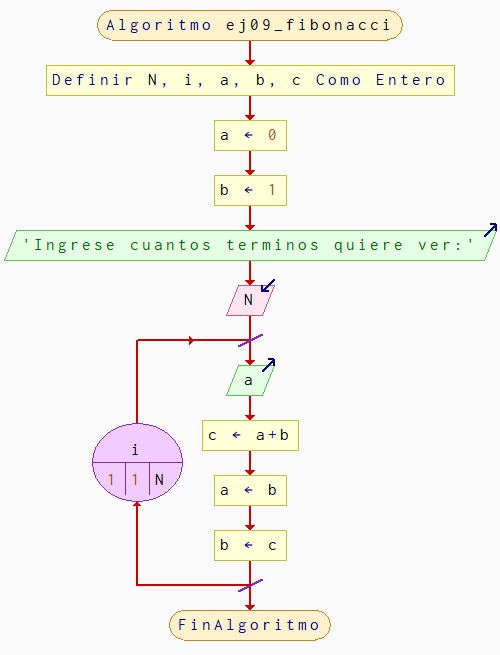 Algoritmo ej09_fibonacci
Definir N, i, a, b, c Como Entero
a ← 0
b ← 1
'Ingrese cuantos terminos quiere ver:'
N
a
c ← a+b
i
1 1 N
a ← b
b ← c
FinAlgoritmo